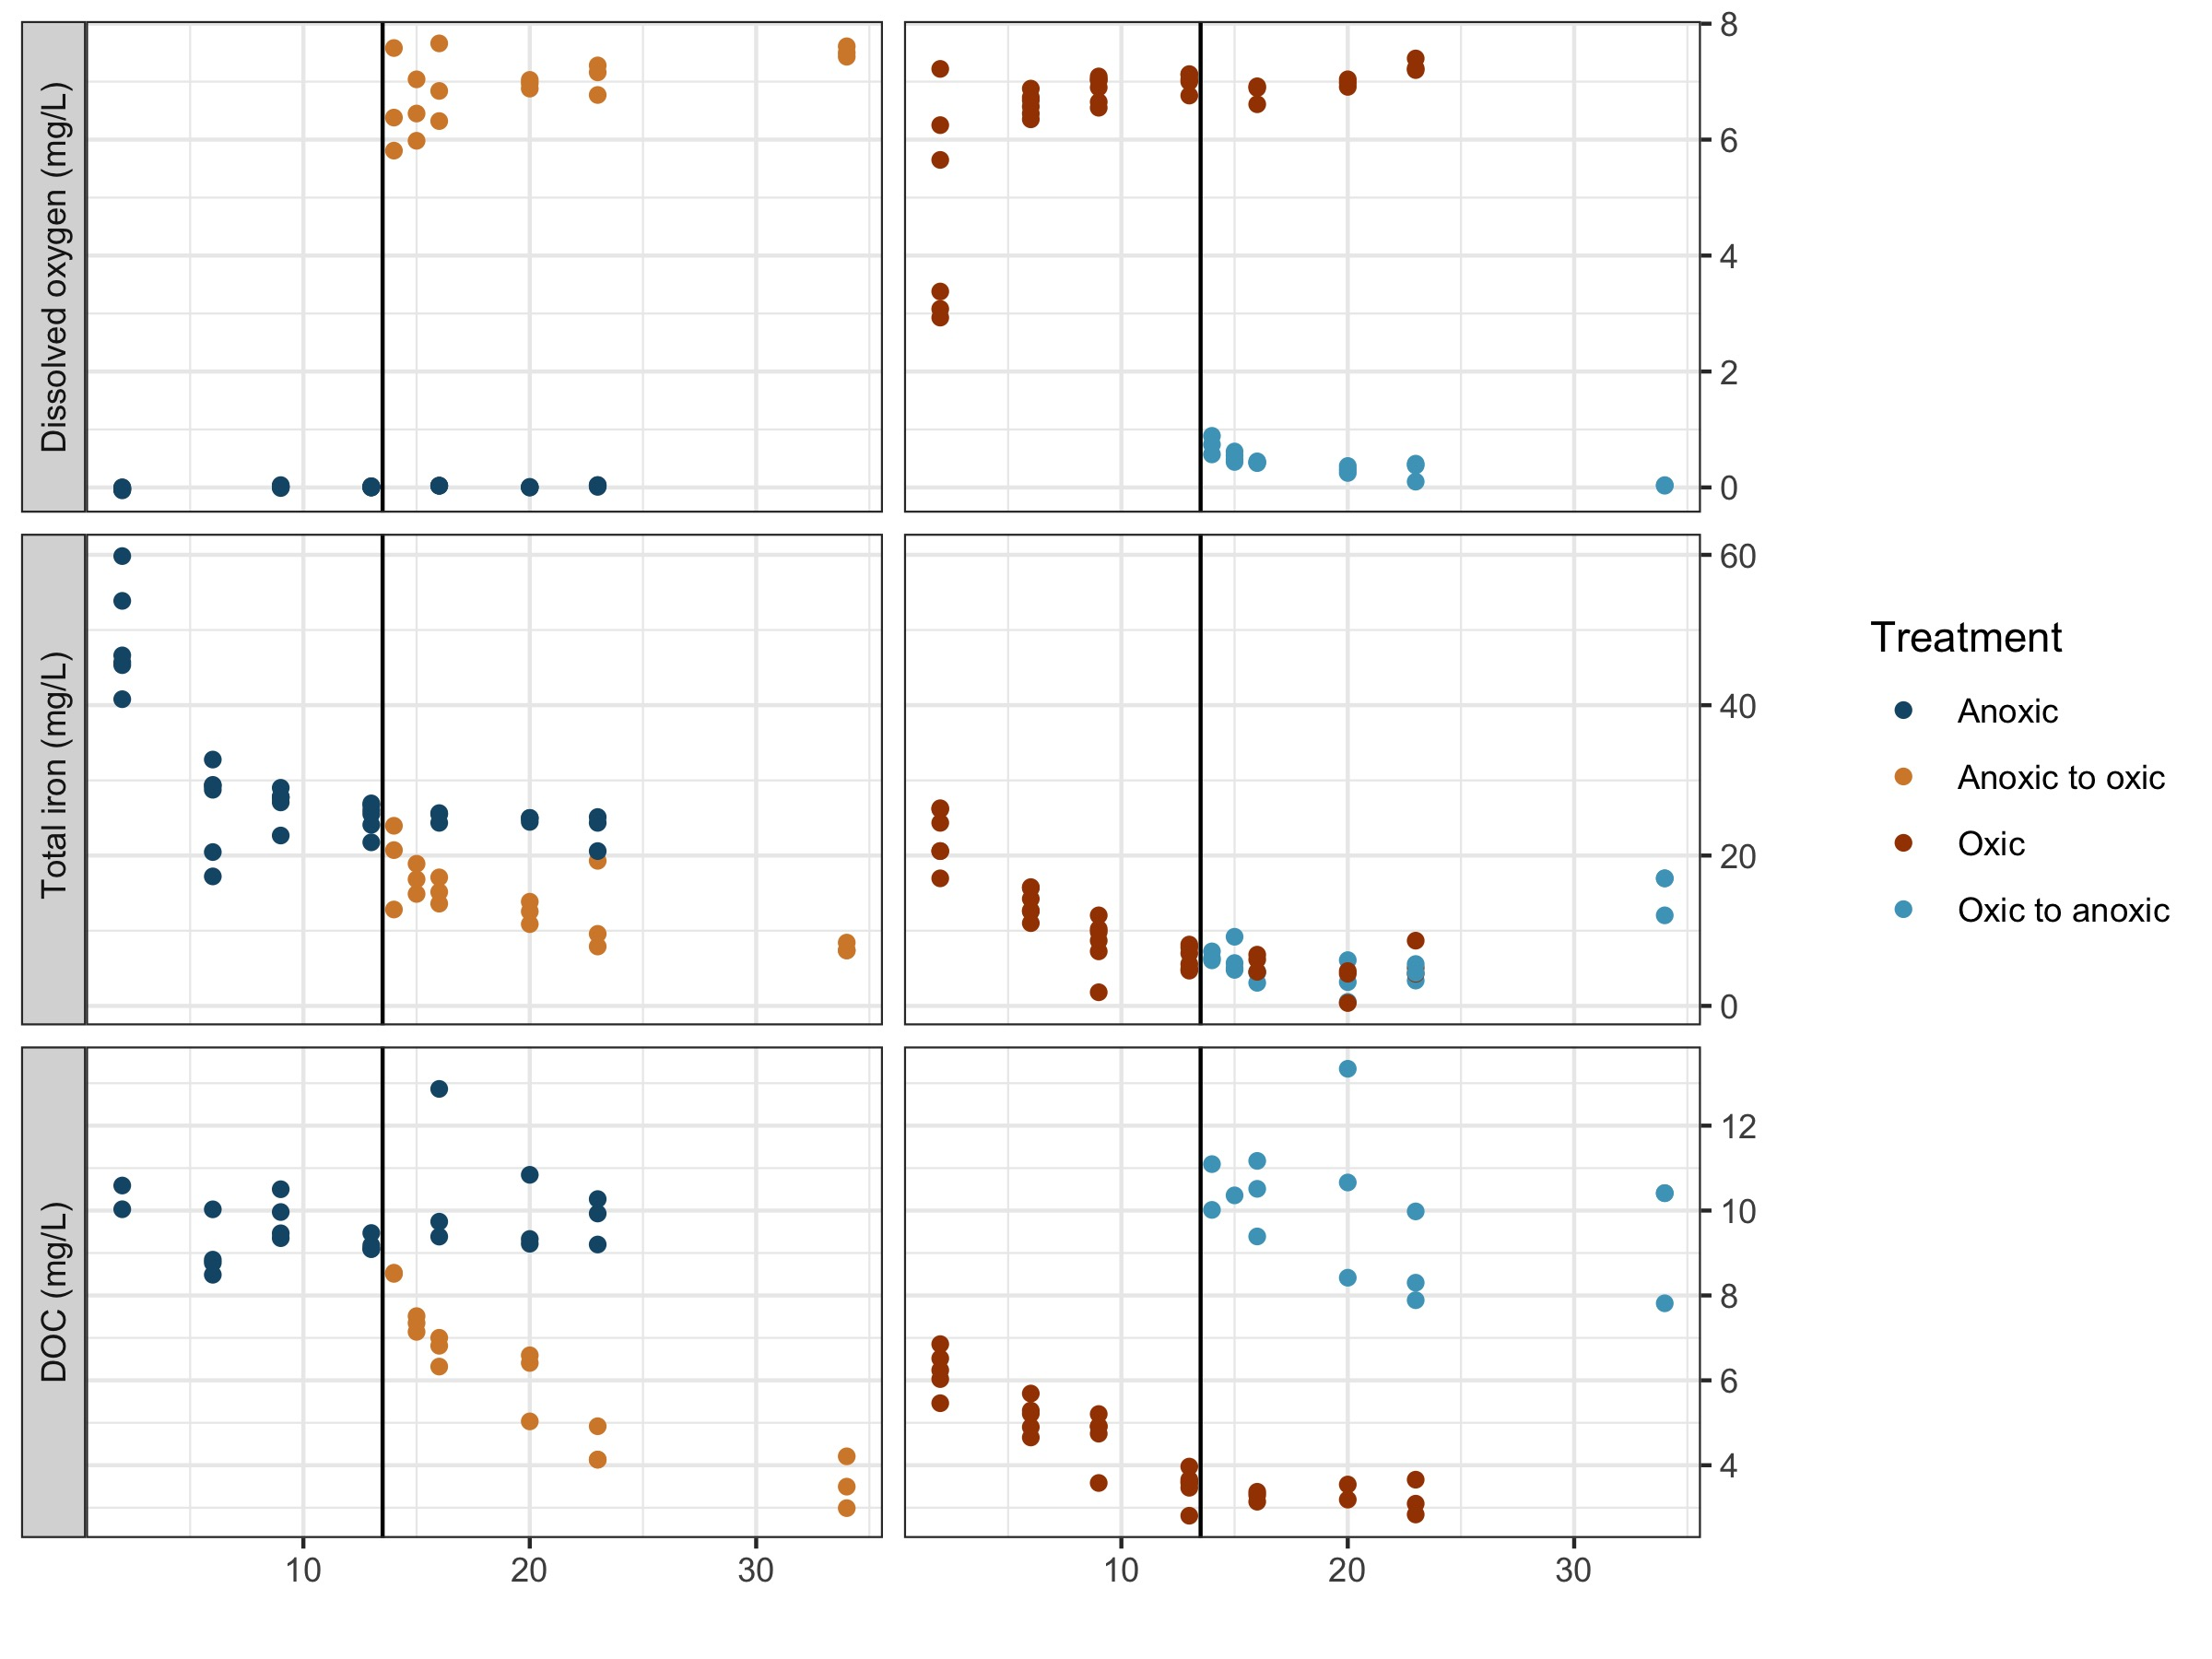 Dissolved oxygen (mg/L)
8
6
4
2
0
Total iron (mg/L)
60
40
20
0
DOC (mg/L)
12
10
8
6
4
10 20 30
10 20 30
Treatment
Anoxic
Anoxic to oxic
Oxic
Oxic to anoxic